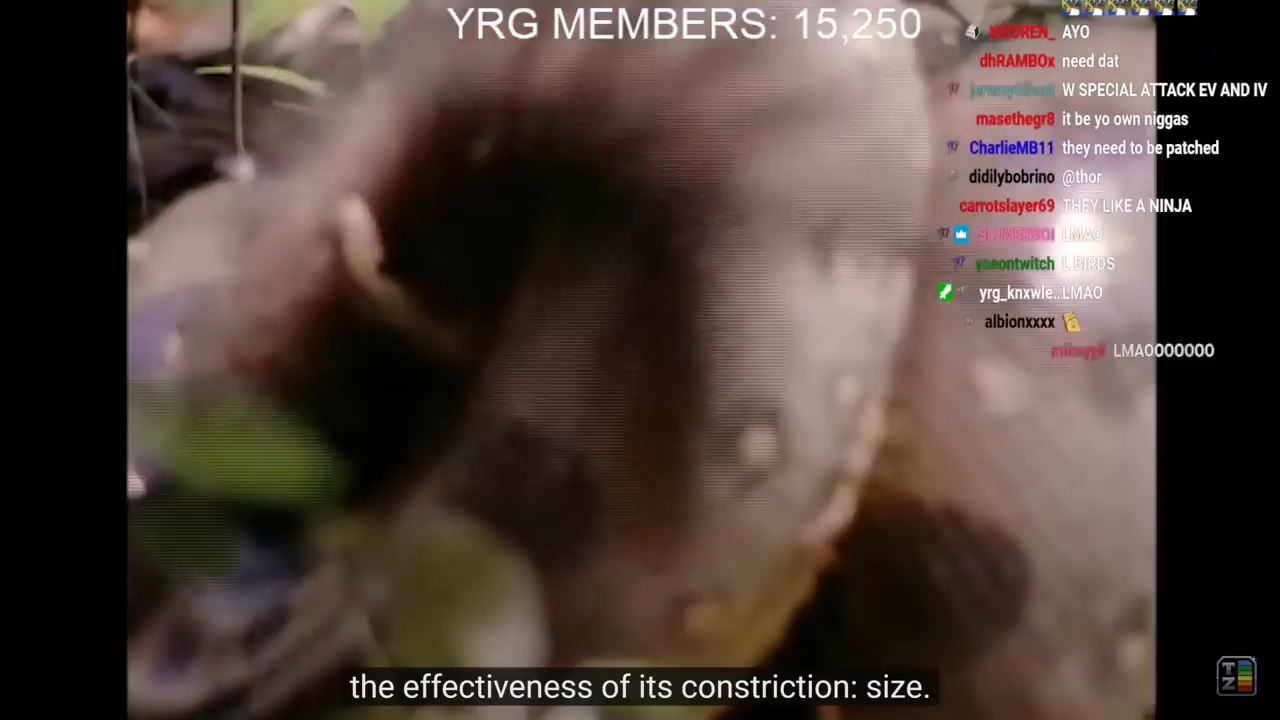 YRG MEMBERS: 15,250
AYO
dhRAMBOx need dat
W SPECIAL ATTACK EV AND IV
masethegr8 it be yo own niggas
CharlieMB11 they need to be patched
didilybobrino @thor
carrotslayer69 THEY LIKE A NINJA
LMAO
yaeontwitch L BIRDS
yrg_knxwle.. LMAO
albionxxxx
LMAOOOOOOO
the effectiveness of its constriction: size.
TZ